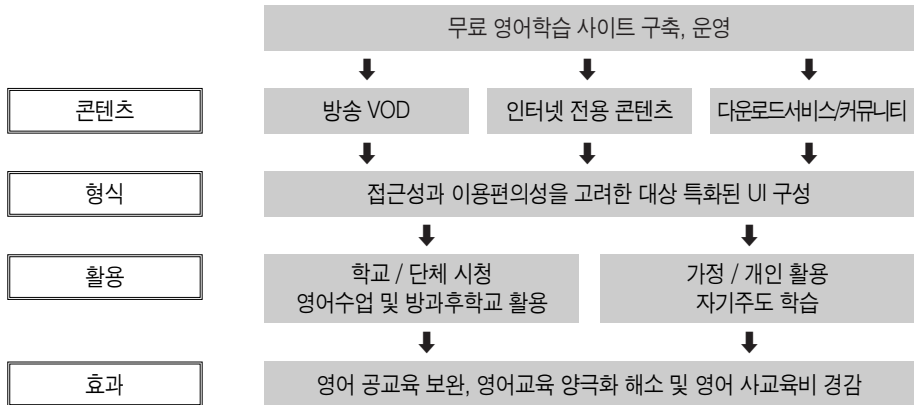 무료 영어학습 사이트 구축, 운영
콘텐츠
방송 VOD
인터넷 전용 콘텐츠
다운로드서비스/커뮤니티
형식
접근성과 이용편의성을 고려한 대상 특화된 UI 구성
활용
학교 / 단체 시청
영어수업 및 방과후학교 활용
가정 / 개인 활용
자기주도 학습
효과
영어 공교육 보완, 영어교육 양극화 해소 및 영어 사교육비 경감